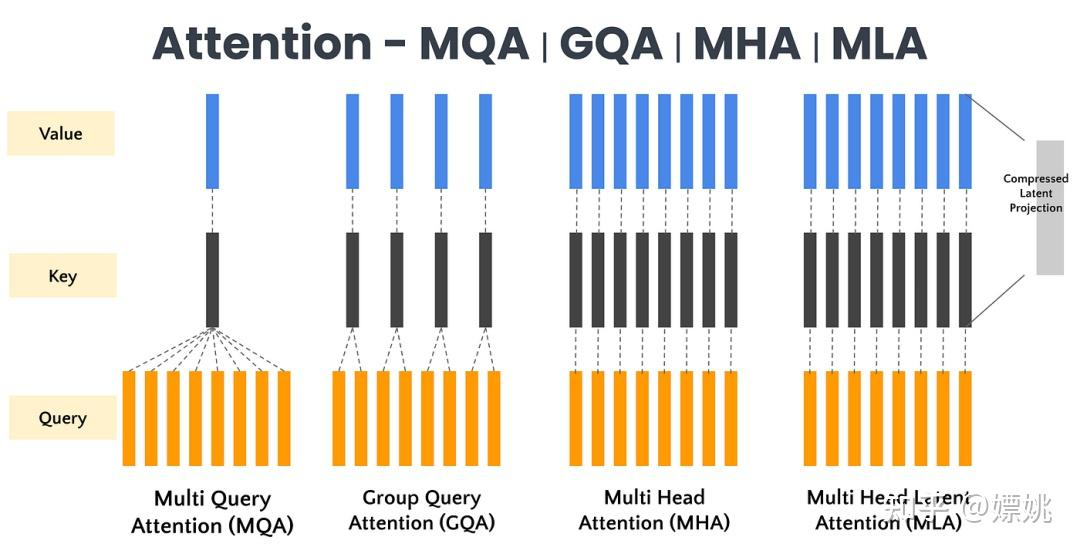 Attention - MQA | GQA | MHA | MLA
Value
Key
Query
Compressed
Latent
Projection
Multi Query
Attention (MQA)
Group Query
Attention (GQA)
Multi Head
Attention (MHA)
Multi Head Latent
Attention (MLA)
知乎 @嫖姚